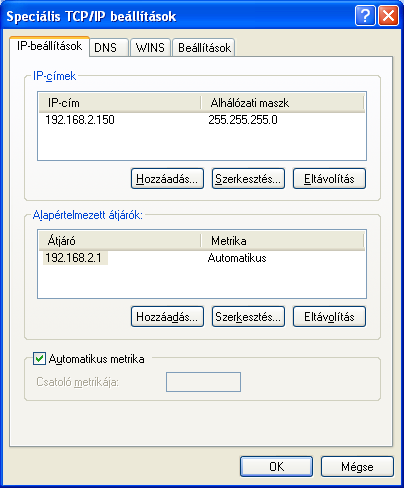 Speciális TCP/IP beállítások
IP-beállítások DNS WINS Beállítások
IP-címek
IP-cím Alhálózati maszk
192.168.2.150 255.255.255.0
Hozzáadás... Szerkesztés... Eltávolítás
Alapértelmezett átjárók:
Átjáró Metrika
192.168.2.1 Automatikus
Hozzáadás... Szerkesztés... Eltávolítás
Automatikus metrika
Csatoló metrikája:
OK Mégse